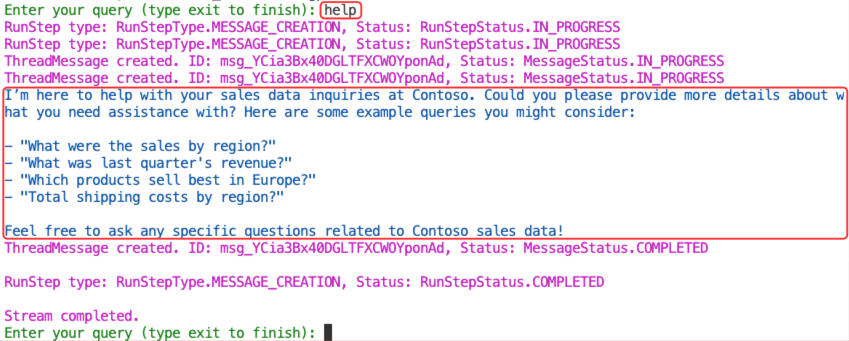 Enter your query (type exit to finish): help
RunStep type: RunStepType.MESSAGE_CREATION, Status: RunStepStatus.IN_PROGRESS
RunStep type: RunStepType.MESSAGE_CREATION, Status: RunStepStatus.IN_PROGRESS
ThreadMessage created. ID: msg_YCia3Bx40DGLTFXCWOYponAd, Status: MessageStatus.IN_PROGRESS
ThreadMessage created. ID: msg_YCia3Bx40DGLTFXCWOYponAd, Status: MessageStatus.IN_PROGRESS
I'm here to help with your sales data inquiries at Contoso. Could you please provide more details about w
hat you need assistance with? Here are some example queries you might consider:
– "What were the sales by region?"
– "What was last quarter's revenue?"
– "Which products sell best in Europe?"
– "Total shipping costs by region?"
Feel free to ask any specific questions related to Contoso sales data!
ThreadMessage created. ID: msg_YCia3Bx40DGLTFXCWOYponAd, Status: MessageStatus.COMPLETED
RunStep type: RunStepType.MESSAGE_CREATION, Status: RunStepStatus.COMPLETED
Stream completed.
Enter your query (type exit to finish):